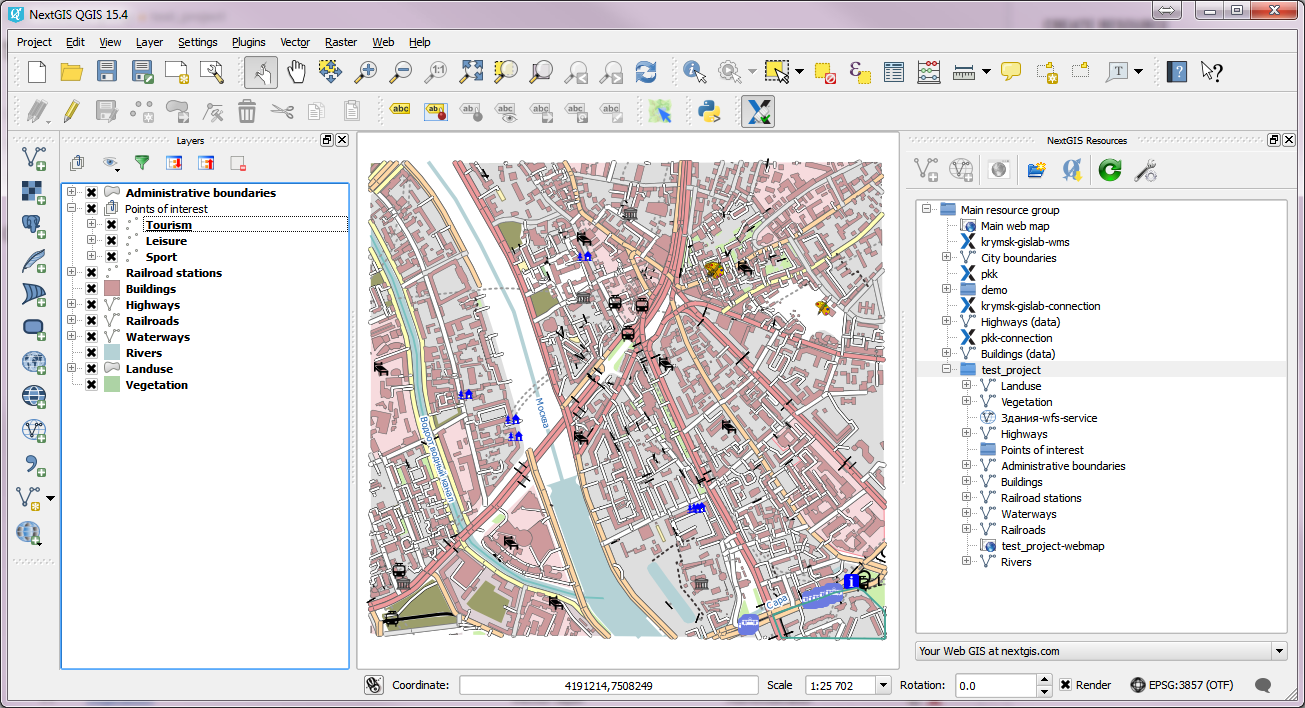 NextGIS QGIS 15.4
Project Edit View Layer Settings Plugins Vector Raster Web Help
Layers
Administrative boundaries
Points of interest
Tourism
Leisure
Sport
Railroad stations
Buildings
Highways
Railroads
Waterways
Rivers
Landuse
Vegetation
Москва
Водоотводный канал
Сара
NextGIS Resources
Main resource group
Main web map
krymsk-gislab-wms
City boundaries
pkk
demo
krymsk-gislab-connection
Highways (data)
pkk-connection
Buildings (data)
test_project
Landuse
Vegetation
Здания-wfs-service
Highways
Points of interest
Administrative boundaries
Buildings
Railroad stations
Waterways
Railroads
test_project-webmap
Rivers
Your Web GIS at nextgis.com
Coordinate: 4191214,7508249 Scale 1:25 702 Rotation: 0.0 Render EPSG:3857 (OTF)